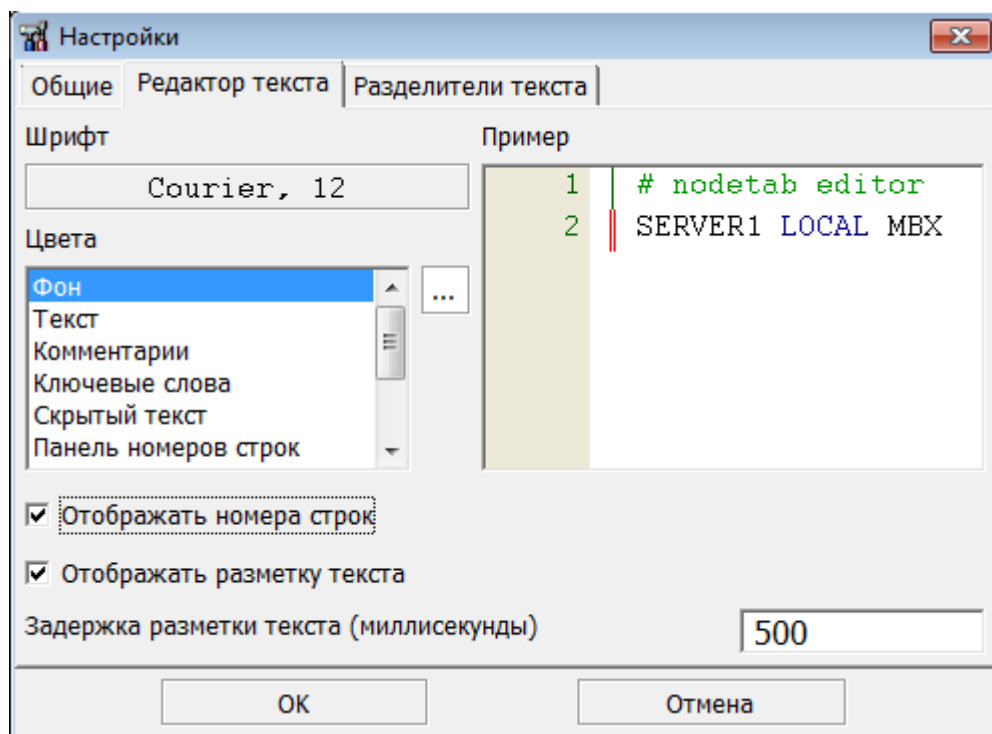 Настройки
Общие Редактор текста Разделители текста
Шрифт
Courier, 12
Цвета
Фон
Текст
Комментарии
Ключевые слова
Скрытый текст
Панель номеров строк
...
Пример
1 # nodetab editor
2 SERVER1 LOCAL MBX
Отображать номера строк
Отображать разметку текста
Задержка разметки текста (миллисекунды) 500
OK Отмена